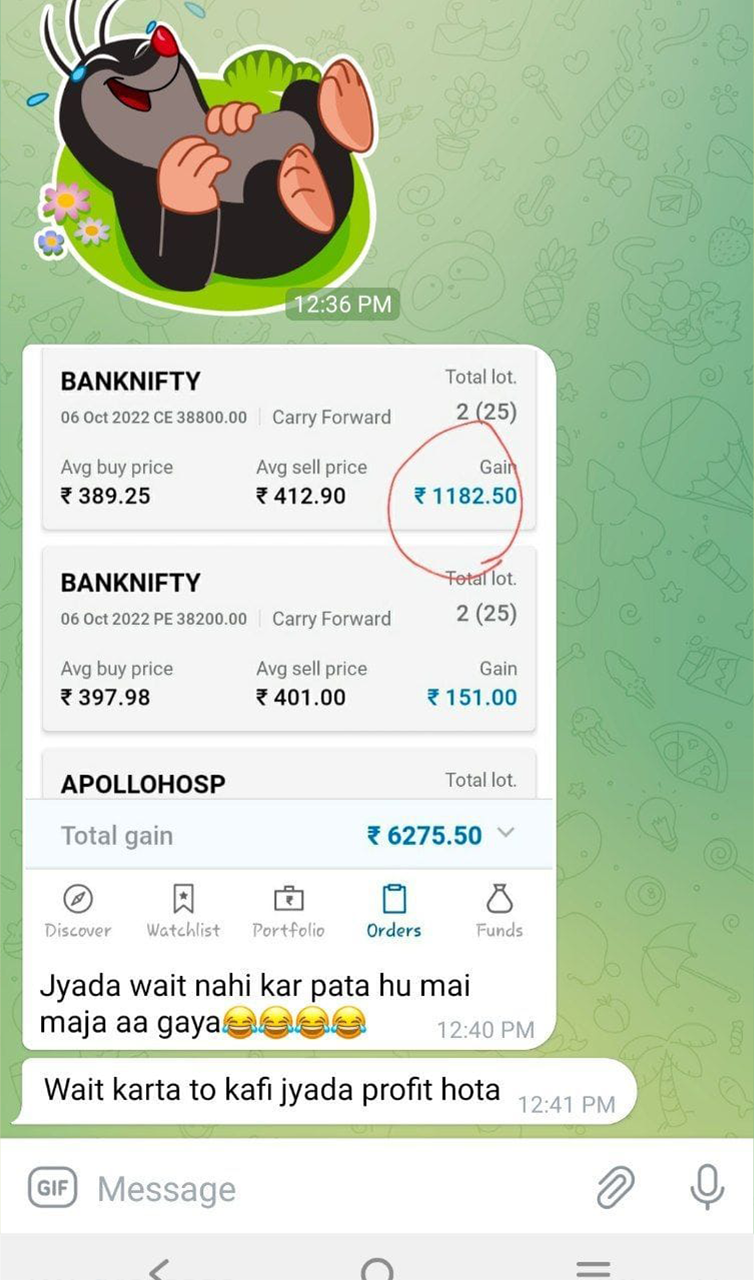 12:36 PM
BANKNIFTY
Total lot.
06 Oct 2022 CE 38800.00 | Carry Forward
2 (25)
Avg buy price
Avg sell price
Gain
₹ 389.25
₹ 412.90
₹ 1182.50
BANKNIFTY
Total lot.
06 Oct 2022 PE 38200.00 | Carry Forward
2 (25)
Avg buy price
Avg sell price
Gain
₹ 397.98
₹ 401.00
₹ 151.00
APOLLOHOSP
Total lot.
Total gain
₹ 6275.50
Discover
Watchlist
Portfolio
Orders
Funds
Jyada wait nahi kar pata hu mai
maja aa gaya😂😂😂😂
12:40 PM
Wait karta to kafi jyada profit hota
12:41 PM
GIF
Message